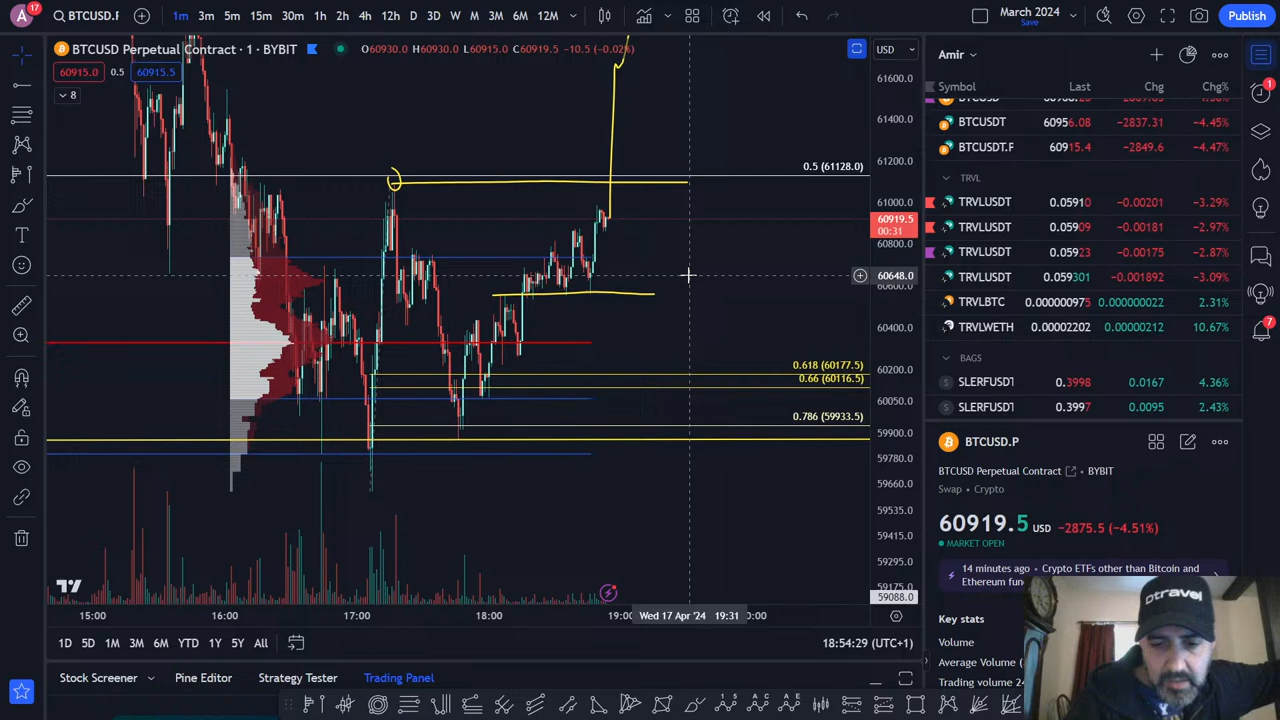 A 17 BTCUSD.P 1m 3m 5m 15m 30m 1h 2h 4h 12h D 3D W M 3M 6M 12M March 2024 Save Publish
BTCUSD Perpetual Contract · 1 · BYBIT O60930.0 H60930.0 L60915.0 C60919.5 -10.5 (-0.02%) USD
60915.0 0.5 60915.5
8
61600.0
61400.0
0.5 (61128.0) 61200.0
61000.0
60919.5
00:31
60800.0
60648.0
60600.0
60400.0
0.618 (60177.5) 60200.0
0.66 (60116.5)
60050.0
0.786 (59933.5)
59900.0
59780.0
59660.0
59535.0
59415.0
59295.0
59175.0
59088.0
15:00 16:00 17:00 18:00 19:00 Wed 17 Apr '24 19:31 0:00
1D 5D 1M 3M 6M YTD 1Y 5Y All 18:54:29 (UTC+1)
Stock Screener Pine Editor Strategy Tester Trading Panel
Amir
Symbol Last Chg Chg%
BTCUSD
BTCUSDT 60956.08 -2837.31 -4.45%
BTCUSDT.F 60915.4 -2849.6 -4.47%
TRVL
TRVLUSDT 0.05910 -0.00201 -3.29%
TRVLUSDT 0.05909 -0.00181 -2.97%
TRVLUSDT 0.05923 -0.00175 -2.87%
TRVLUSDT 0.059301 -0.001892 -3.09%
TRVLBTC 0.00000975 0.000000022 2.31%
TRVLWETH 0.00002202 0.00000212 10.67%
BAGS
SLERFUSDT 0.3998 0.0167 4.36%
SLERFUSDT 0.3997 0.0095 2.43%
BTCUSD.P
BTCUSD Perpetual Contract BYBIT
Swap • Crypto
60919.5 USD -2875.5 (-4.51%)
MARKET OPEN
14 minutes ago • Crypto ETFs other than Bitcoin and
Ethereum
Key stats
Volume
Average Volume
Trading volume 24
dtravel
1
7